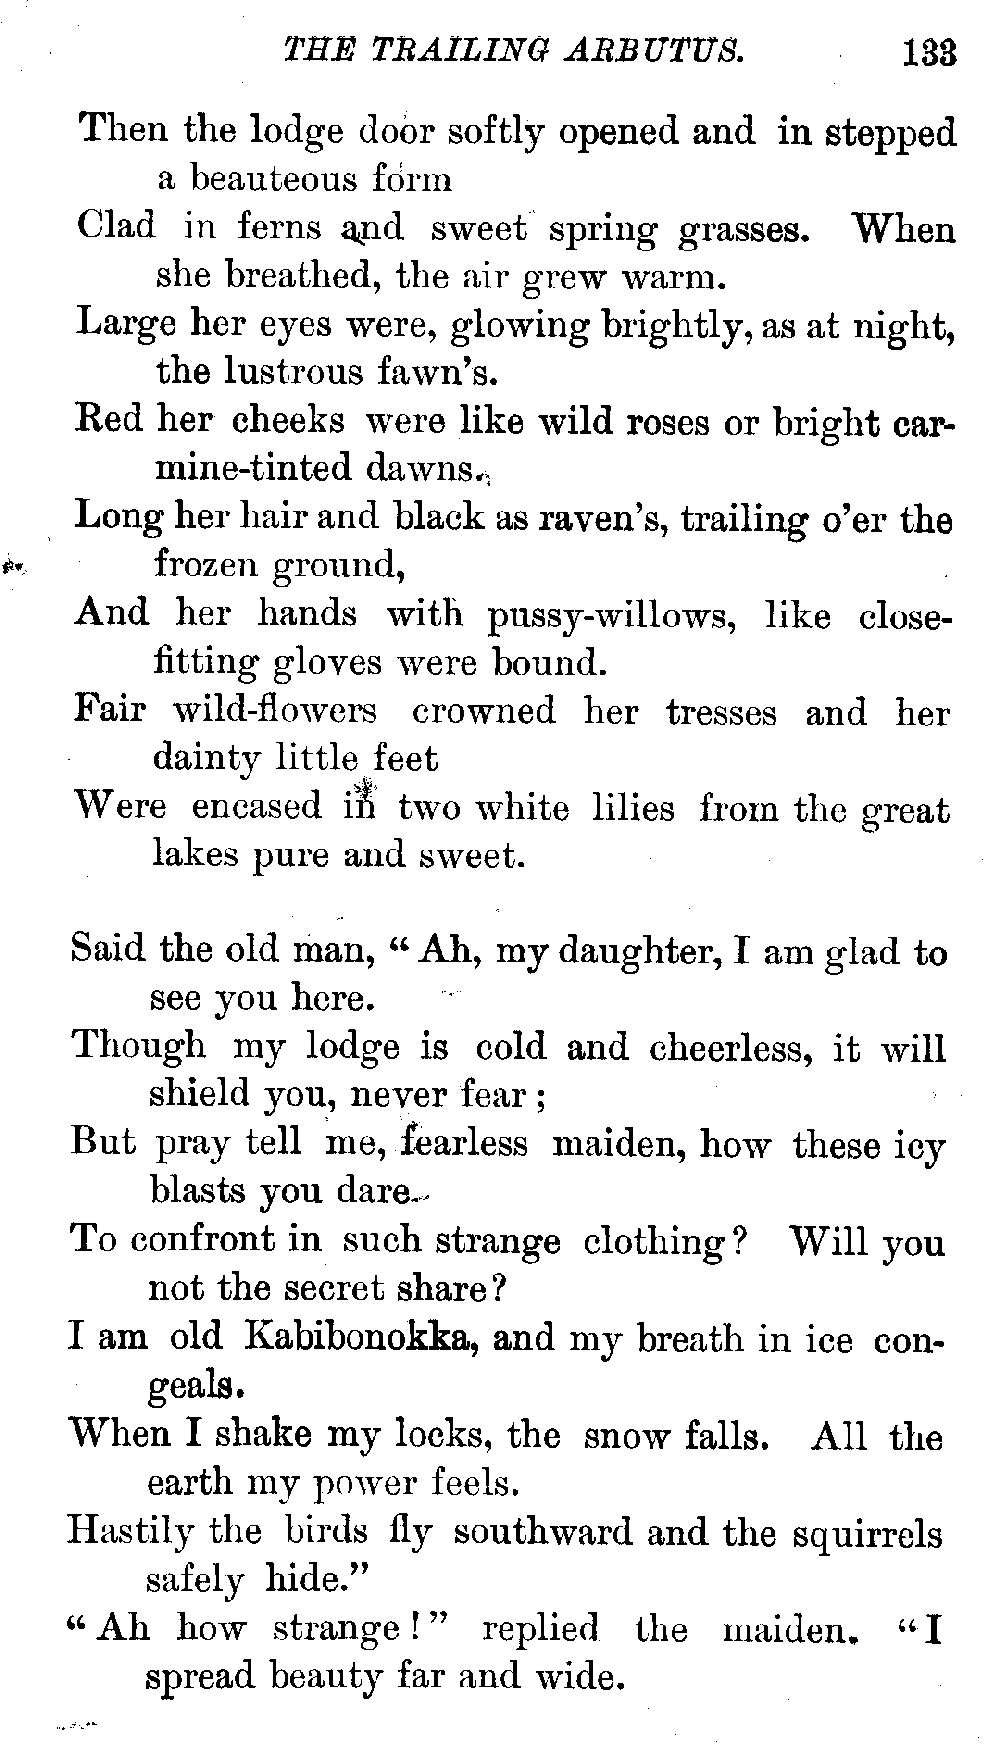 THE TRAILING ARBUTUS. 133
Then the lodge door softly opened and in stepped
a beauteous form
Clad in ferns and sweet spring grasses. When
she breathed, the air grew warm.
Large her eyes were, glowing brightly, as at night,
the lustrous fawn's.
Red her cheeks were like wild roses or bright car-
mine-tinted dawns.
Long her hair and black as raven's, trailing o'er the
frozen ground,
And her hands with pussy-willows, like close-
fitting gloves were bound.
Fair wild-flowers crowned her tresses and her
dainty little feet
Were encased in two white lilies from the great
lakes pure and sweet.
Said the old man, "Ah, my daughter, I am glad to
see you here.
Though my lodge is cold and cheerless, it will
shield you, never fear;
But pray tell me, fearless maiden, how these icy
blasts you dare
To confront in such strange clothing? Will you
not the secret share?
I am old Kabibonokka, and my breath in ice con-
geals.
When I shake my locks, the snow falls. All the
earth my power feels.
Hastily the birds fly southward and the squirrels
safely hide."
"Ah how strange!" replied the maiden. "I
spread beauty far and wide.